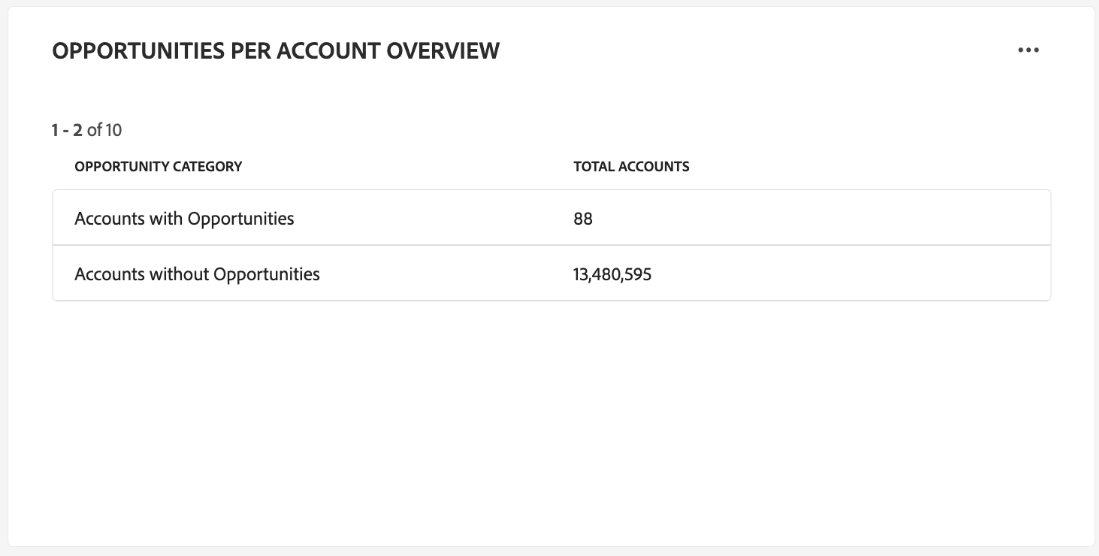 OPPORTUNITIES PER ACCOUNT OVERVIEW
1 - 2 of 10
OPPORTUNITY CATEGORY TOTAL ACCOUNTS
Accounts with Opportunities 88
Accounts without Opportunities 13,480,595